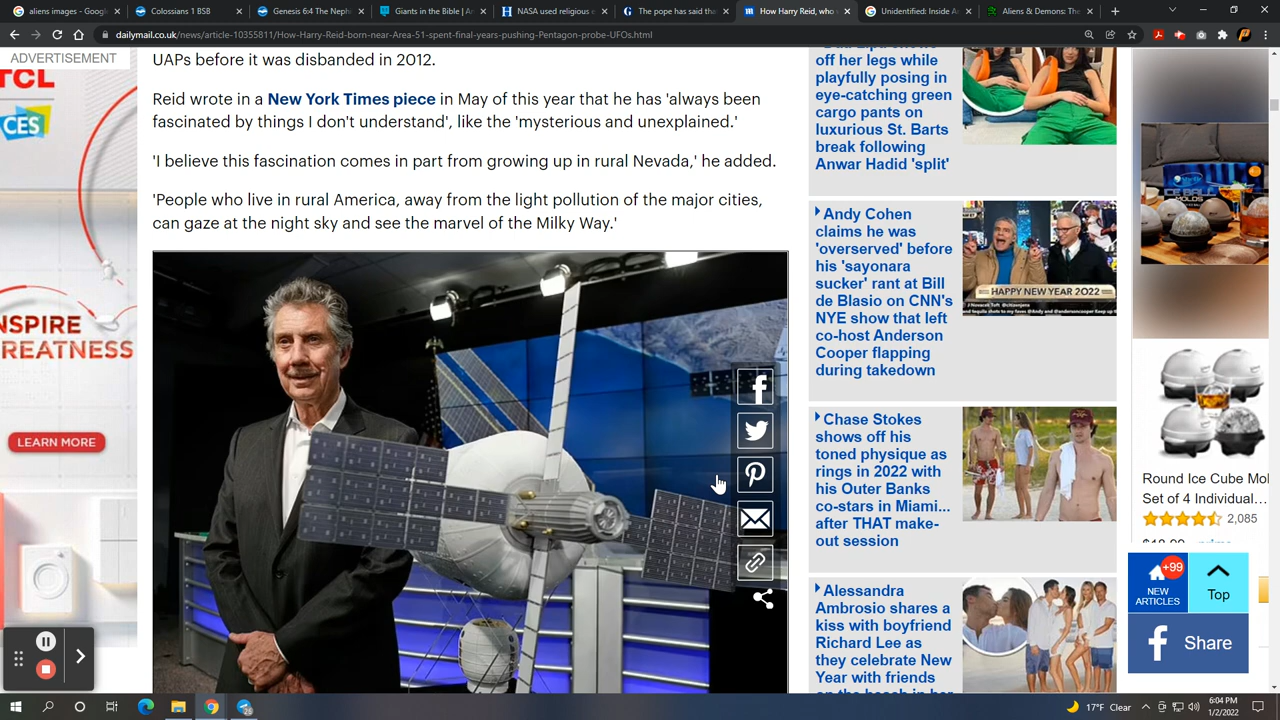 aliens images - G
Colossians 1 BSB
Genesis 6:4 The Neph
Giants in the Bible | An
NASA used religious e
The pope has said tha
How Harry Reid, who
Unidentified: Inside A
Aliens & Demons: The
dailymail.co.uk/news/article-10355811/How-Harry-Reid-born-near-Area-51-spent-final-years-pushing-Pentagon-probe-UFOs.html
ADVERTISEMENT
TCL
CES
NSPIRE
REATNESS
LEARN MORE
UAPs before it was disbanded in 2012.
Reid wrote in a New York Times piece in May of this year that he has 'always been
fascinated by things I don't understand', like the 'mysterious and unexplained.'
'I believe this fascination comes in part from growing up in rural Nevada,' he added.
'People who live in rural America, away from the light pollution of the major cities,
can gaze at the night sky and see the marvel of the Milky Way.'
off her legs while
playfully posing in
eye-catching green
cargo pants on
luxurious St. Barts
break following
Anwar Hadid 'split'
Andy Cohen
claims he was
'overserved' before
his 'sayonara
sucker' rant at Bill
de Blasio on CNN's
NYE show that left
co-host Anderson
Cooper flapping
during takedown
HAPPY NEW YEAR 2022
Chase Stokes
shows off his
toned physique as
rings in 2022 with
his Outer Banks
co-stars in Miami...
after THAT make-
out session
Alessandra
Ambrosio shares a
kiss with boyfriend
Richard Lee as
they celebrate New
Year with friends
ICE BALL
MOLDS
Round Ice Cube Mol
Set of 4 Individual...
2,085
+99
NEW
ARTICLES
Top
Share
17°F Clear
6:04 PM
1/2/2022